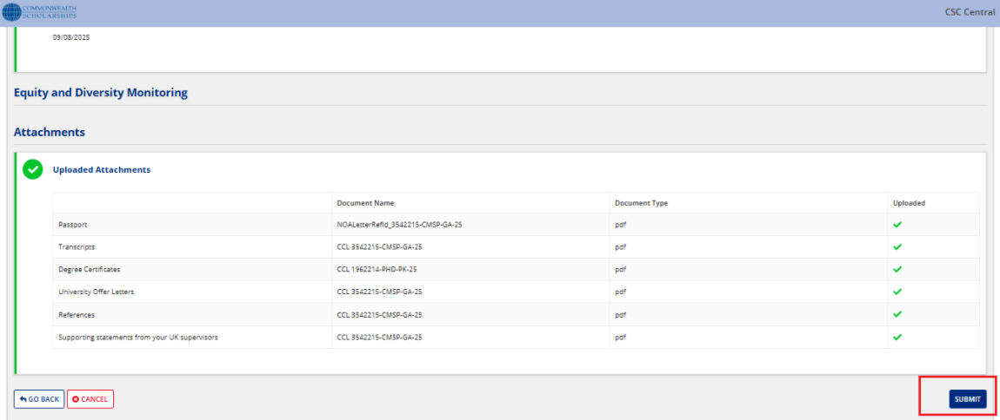 COMMONWEALTH
SCHOLARSHIPS
CSC Central
09/08/2025
Equity and Diversity Monitoring
Attachments
Uploaded Attachments
Document Name Document Type Uploaded
Passport NOALetterRefId_3542215-CMSP-GA-25 pdf
Transcripts CCL 3542215-CMSP-GA-25 pdf
Degree Certificates CCL 1962214-PHD-PK-25 pdf
University Offer Letters CCL 3542215-CMSP-GA-25 pdf
References CCL 3542215-CMSP-GA-25 pdf
Supporting statements from your UK supervisors CCL 3542215-CMSP-GA-25 pdf
GO BACK CANCEL SUBMIT